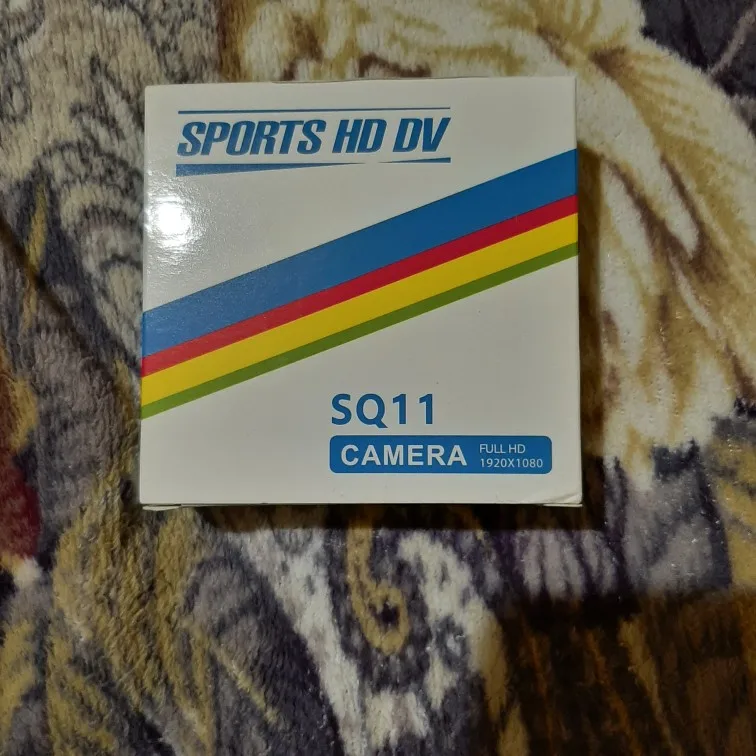 SPORTS HD DV
SQ11
CAMERA FULL HD
1920X1080